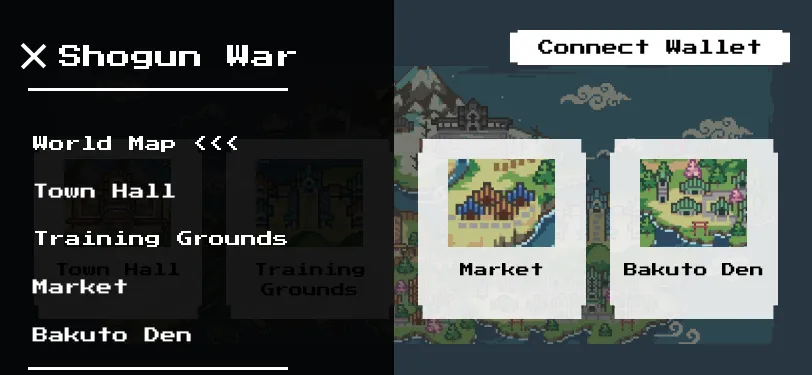 Shogun War
Connect Wallet
World Map <<<
Town Hall
Training Grounds
Market
Bakuto Den
Town Hall
Training
Grounds
Market
Bakuto Den